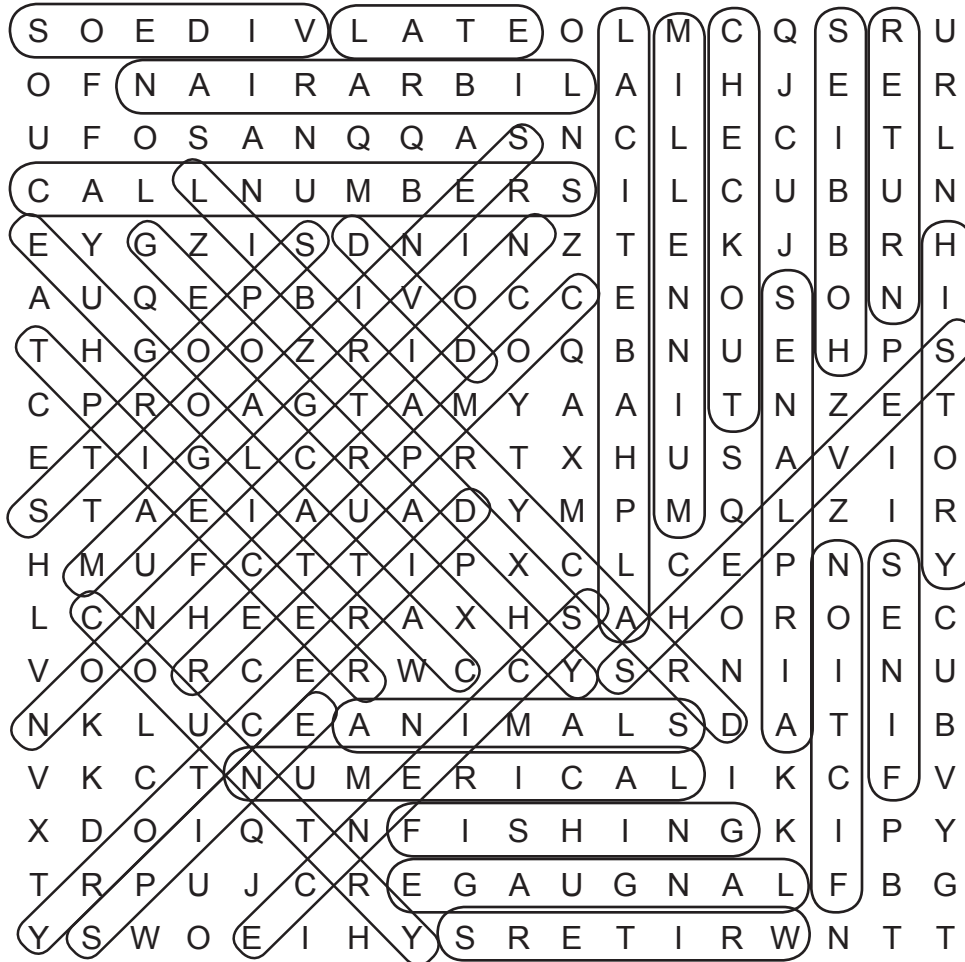 S O E D I V L A T E O L M C Q S R U
O F N A I R A R B I L A I H J E E R
U F O S A N Q Q A S N C L E C I T L
C A L L N U M B E R S I L C U B U N
E Y G Z I S D N I N Z T E K J B R H
A U Q E P B I V O C C E N O S O N I
T H G O O Z R I D O Q B N U E H P S
C P R O A G T A M Y A A I T N Z E T
E T I G L C R P R T X H U S A V I O
S T A E I A U A D Y M P M Q L Z I R
H M U F C T T I P X C L C E P N S Y
L C N H E E R A X H S A H O R O E C
V O O R C E R W C C Y S R N I I N U
N K L U C E A N I M A L S D A T I B
V K C T N U M E R I C A L I K C F V
X D O I Q T N F I S H I N G K I P Y
T R P U J C R E G A U G N A L F B G
Y S W O E I H Y S R E T I R W N T T